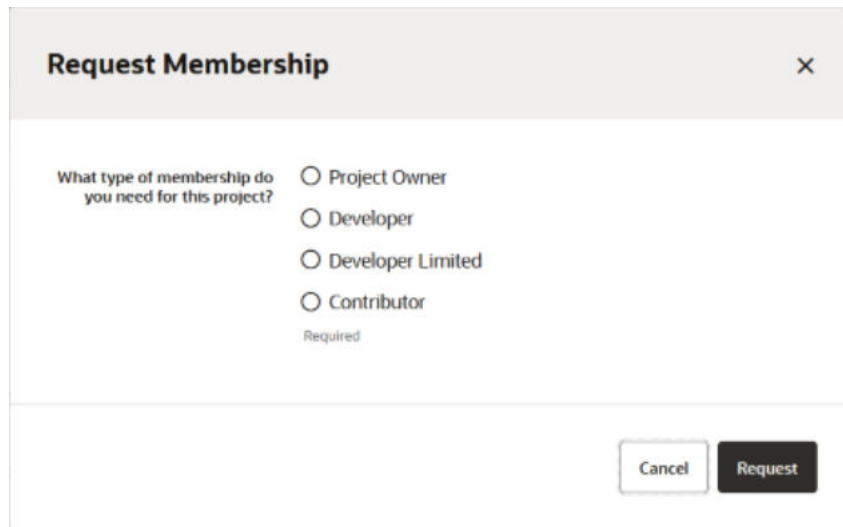 Request Membership
What type of membership do
you need for this project?
Project Owner
Developer
Developer Limited
Contributor
Required
Cancel
Request